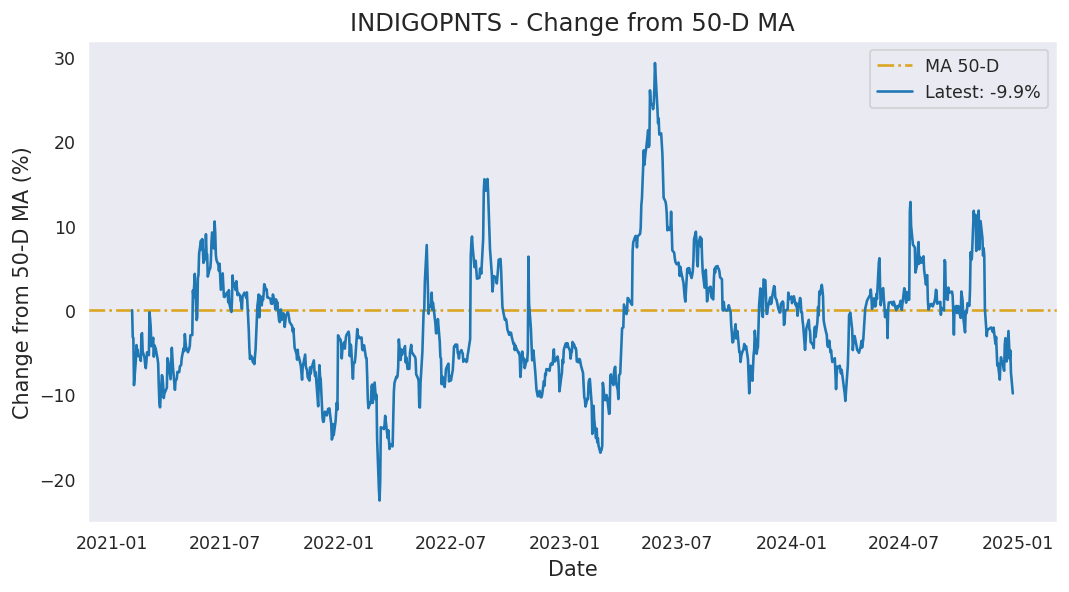 INDIGOPNTS - Change from 50-D MA
MA 50-D
Latest: -9.9%
Change from 50-D MA (%)
30
20
10
0
−10
−20
2021-01 2021-07 2022-01 2022-07 2023-01 2023-07 2024-01 2024-07 2025-01
Date